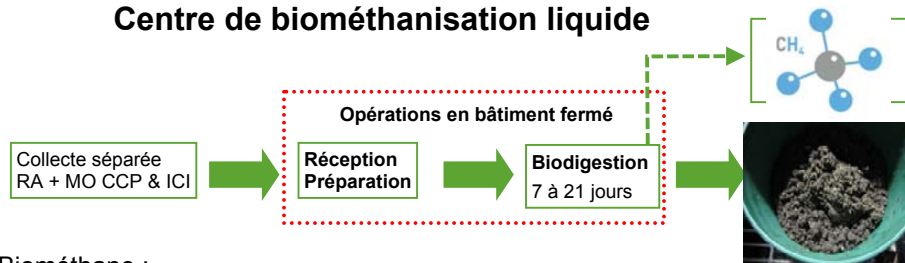 Centre de biométhanisation liquide
CH₄
Opérations en bâtiment fermé
Collecte séparée
RA + MO CCP & ICI
Réception
Préparation
Biodigestion
7 à 21 jours